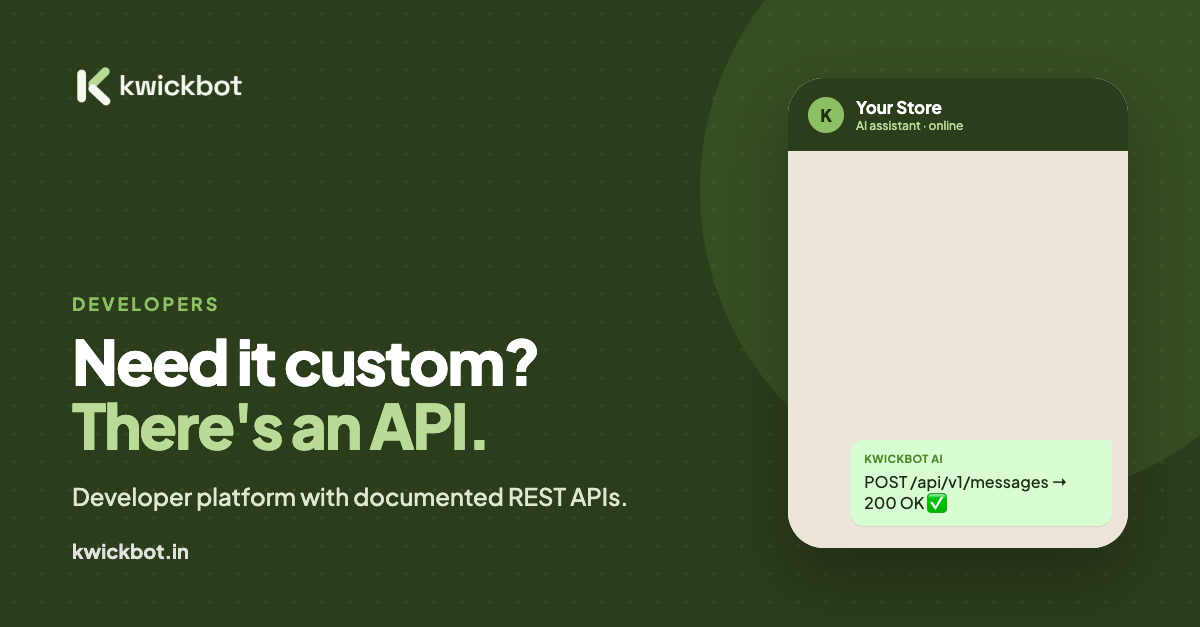 kwickbot
DEVELOPERS
Need it custom?
There's an API.
Developer platform with documented REST APIs.
kwickbot.in
K
Your Store
AI assistant · online
KWICKBOT AI
POST /api/v1/messages →
200 OK ✅